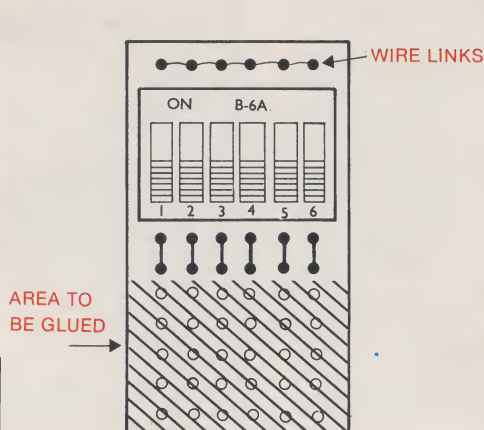 WIRE LINKS
ON B-6A.
1 2 3 4 5 6
AREA TO
BE GLUED